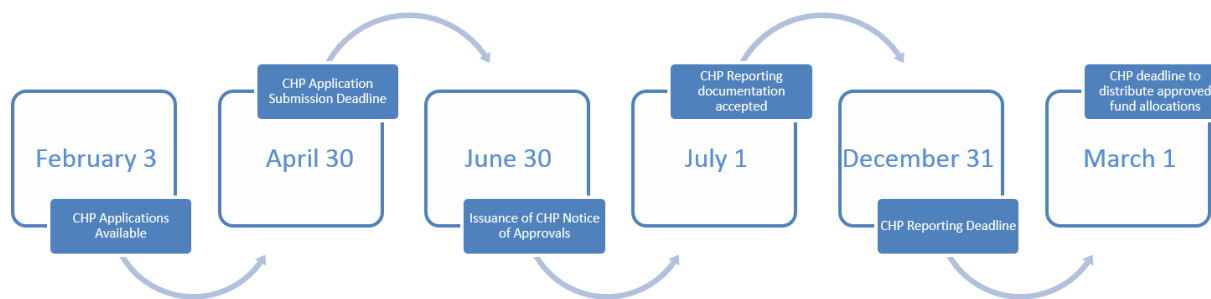 February 3
CHP Applications
Available
CHP Application
Submission Deadline
April 30
June 30
Issuance of CHP Notice
of Approvals
CHP Reporting
documentation
accepted
July 1
December 31
CHP Reporting Deadline
CHP deadline to
distribute approved
fund allocations
March 1